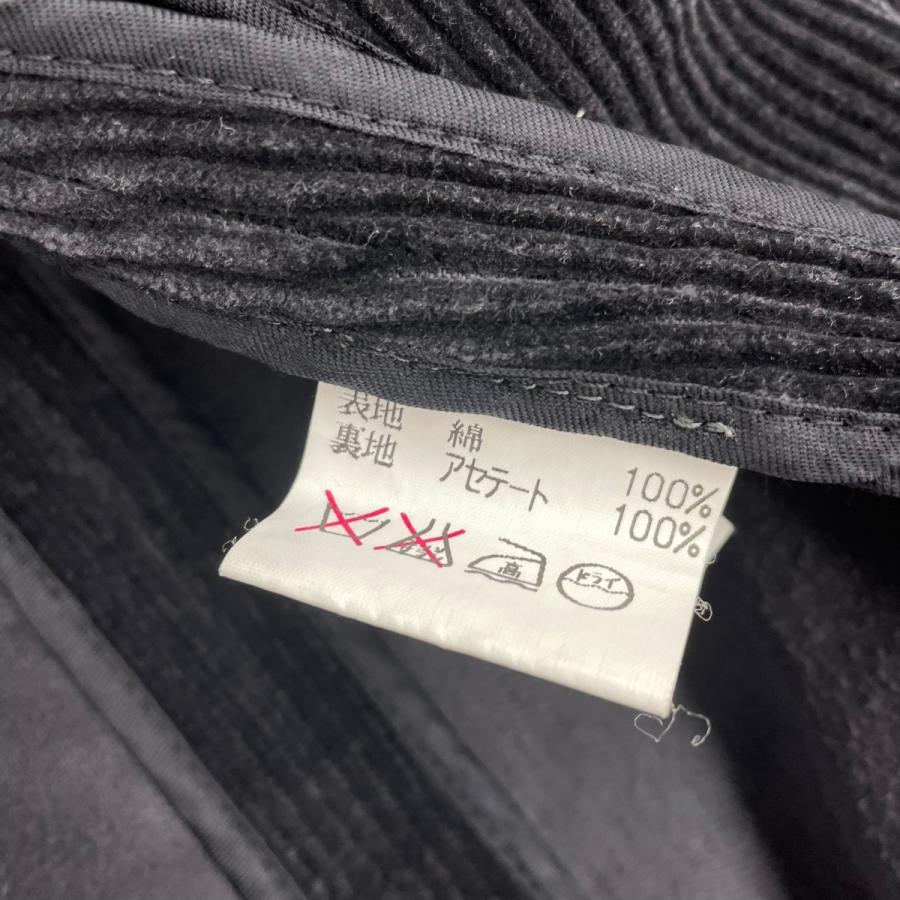 表地 綿 100%
裏地 アセテート 100%
高 ドライ